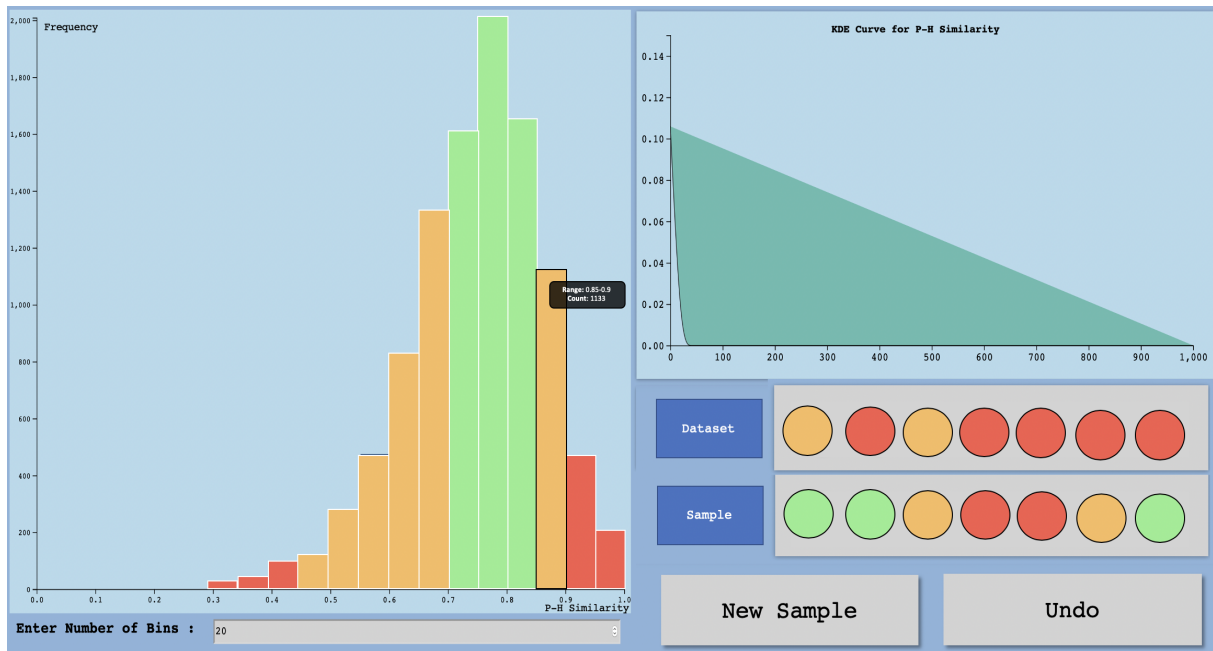 Frequency
2,000
1,800
1,600
1,400
1,200
1,000
800
600
400
200
0
0.0 0.1 0.2 0.3 0.4 0.5 0.6 0.7 0.8 0.9 1.0
P-H Similarity
Range: 0.85-0.9
Count: 1133
Enter Number of Bins :
20
KDE Curve for P-H Similarity
0.14
0.12
0.10
0.08
0.06
0.04
0.02
0.00
0 100 200 300 400 500 600 700 800 900 1,000
Dataset
Sample
New Sample
Undo